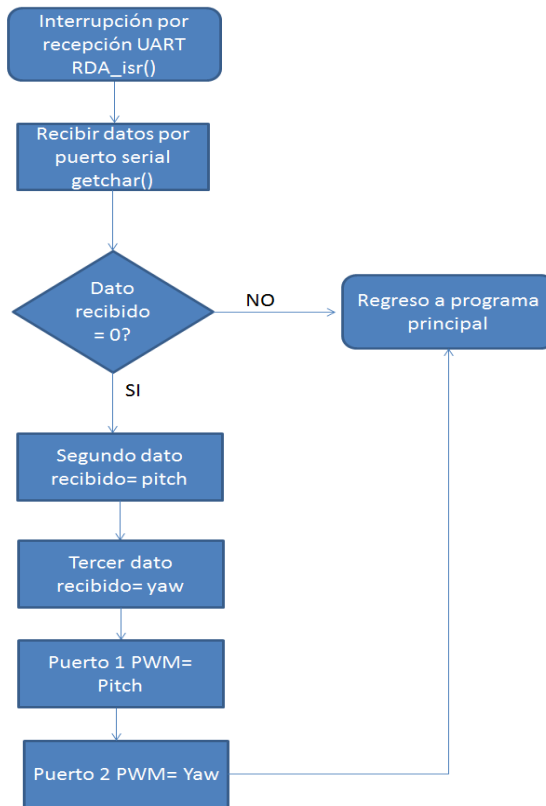 Interrupción por
recepción UART
RDA_isr()
Recibir datos por
puerto serial
getchar()
Dato
recibido
= 0?
NO
Regreso a programa
principal
SI
Segundo dato
recibido= pitch
Tercer dato
recibido= yaw
Puerto 1 PWM=
Pitch
Puerto 2 PWM= Yaw